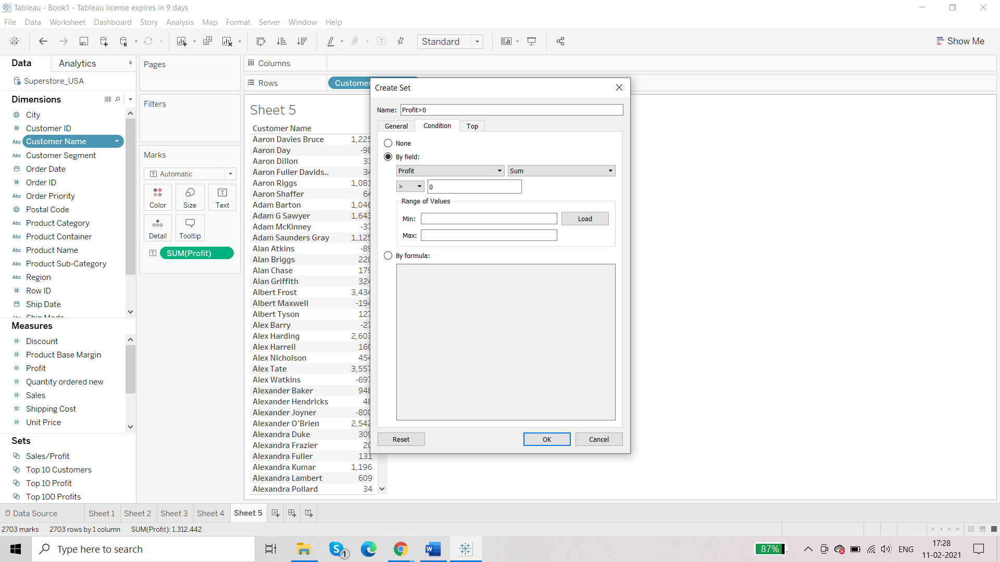 Tableau - Book1 - Tableau license expires in 9 days
File Data Worksheet Dashboard Story Analysis Map Format Server Window Help
Standard
Show Me
Data Analytics
Superstore_USA
Dimensions
City
Customer ID
Abc Customer Name
Abc Customer Segment
Order Date
Order ID
Abc Order Priority
Postal Code
Abc Product Category
Abc Product Container
Abc Product Name
Abc Product Sub-Category
Abc Region
Row ID
Ship Date
Abc Ship Mode
Measures
Discount
Product Base Margin
Profit
Quantity ordered new
Sales
Shipping Cost
Unit Price
Sets
Sales/Profit
Top 10 Customers
Top 10 Profit
Top 100 Profits
Pages
Filters
Marks
Automatic
Color Size Text
Detail Tooltip
SUM(Profit)
Columns
Rows
Customer
Sheet 5
Customer Name
Aaron Davies Bruce 1,225
Aaron Day -98
Aaron Dillon 33
Aaron Fuller Davids.. 34
Aaron Riggs 1,081
Aaron Shaffer 64
Adam Barton 1,046
Adam G Sawyer 1,643
Adam McKinney -37
Adam Saunders Gray 1,125
Alan Atkins -89
Alan Briggs 220
Alan Chase 179
Alan Griffith 324
Albert Frost 3,434
Albert Maxwell -194
Albert Tyson 127
Alex Barry -27
Alex Harding 2,603
Alex Harrell 160
Alex Nicholson 454
Alex Tate 3,557
Alex Watkins -697
Alexander Baker 948
Alexander Hendricks 48
Alexander Joyner -800
Alexander O'Brien 2,542
Alexandra Duke 309
Alexandra Frazier 20
Alexandra Fuller 131
Alexandra Kumar 1,196
Alexandra Lambert 609
Alexandra Pollard 34
Create Set
Name: Profit>0
General Condition Top
None
By field:
Profit Sum
> 0
Range of Values
Min: Load
Max:
By formula:
Reset OK Cancel
Data Source Sheet 1 Sheet 2 Sheet 3 Sheet 4 Sheet 5
2703 marks 2703 rows by 1 column SUM(Profit): 1,312,442
Type here to search
1
87%
ENG
17:28
11-02-2021